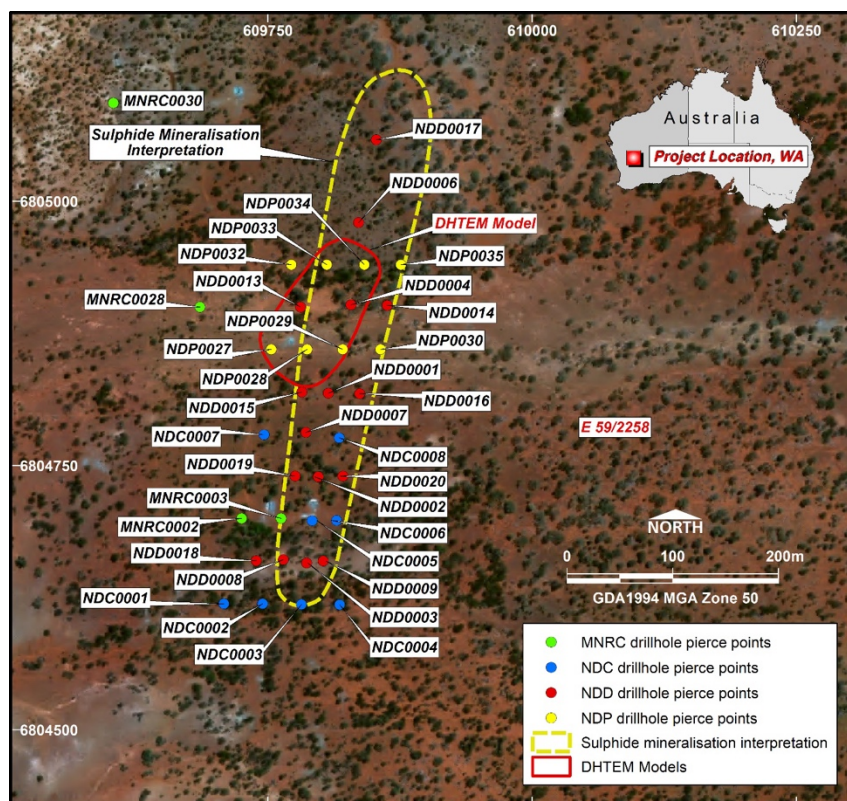 609750
610000
610250
MNRC0030
Sulphide Mineralisation
Interpretation
NDD0017
Australia
Project Location, WA
6805000
NDD0006
NDP0034
NDP0033
DHTEM Model
NDP0032
NDP0035
NDD0013
NDD0004
MNRC0028
NDD0014
NDP0029
NDP0027
NDP0030
NDP0028
NDD0001
NDD0015
NDD0016
NDD0007
NDC0007
E 59/2258
NDC0008
6804750
NDD0019
NDD0020
NDD0002
MNRC0003
MNRC0002
NDC0006
NORTH
NDC0005
NDD0018
0 100 200m
NDD0008
NDD0009
GDA1994 MGA Zone 50
NDC0001
NDD0003
NDC0002
NDC0004
NDC0003
MNRC drillhole pierce points
NDC drillhole pierce points
NDD drillhole pierce points
NDP drillhole pierce points
Sulphide mineralisation interpretation
DHTEM Models
6804500